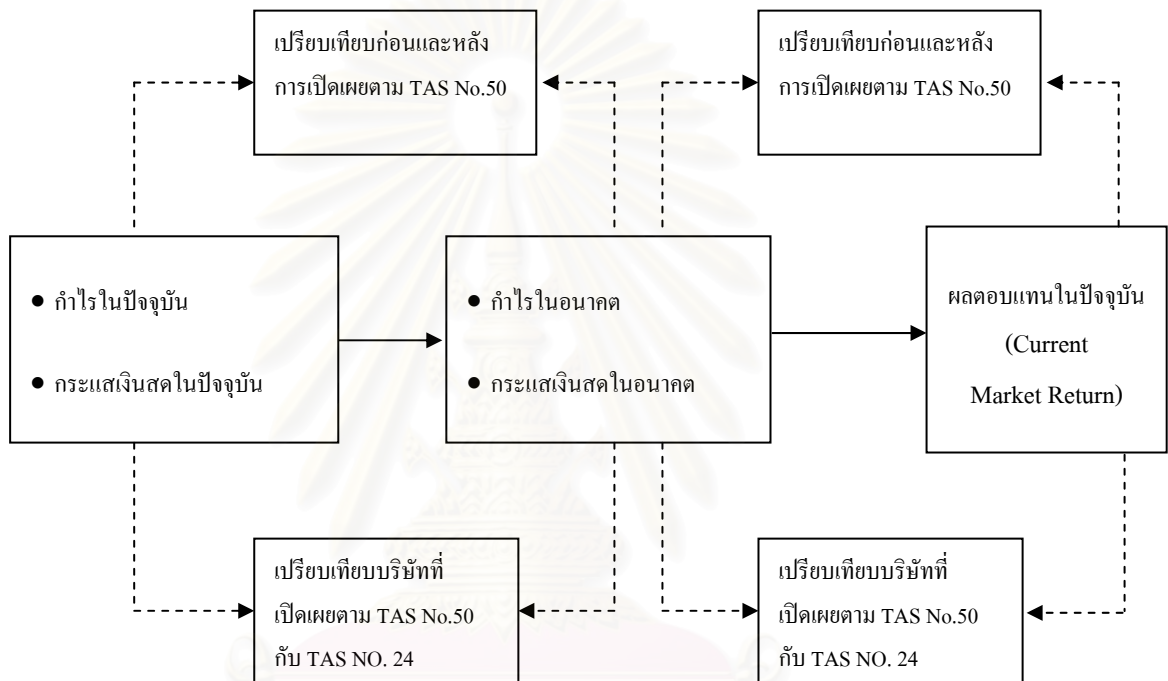 เปรียบเทียบก่อนและหลัง
การเปิดเผยตาม TAS No.50
เปรียบเทียบก่อนและหลัง
การเปิดเผยตาม TAS No.50
● กำไรในปัจจุบัน
● กระแสเงินสดในปัจจุบัน
● กำไรในอนาคต
● กระแสเงินสดในอนาคต
ผลตอบแทนในปัจจุบัน
(Current
Market Return)
เปรียบเทียบบริษัทที่
เปิดเผยตาม TAS No.50
กับ TAS NO. 24
เปรียบเทียบบริษัทที่
เปิดเผยตาม TAS No.50
กับ TAS NO. 24